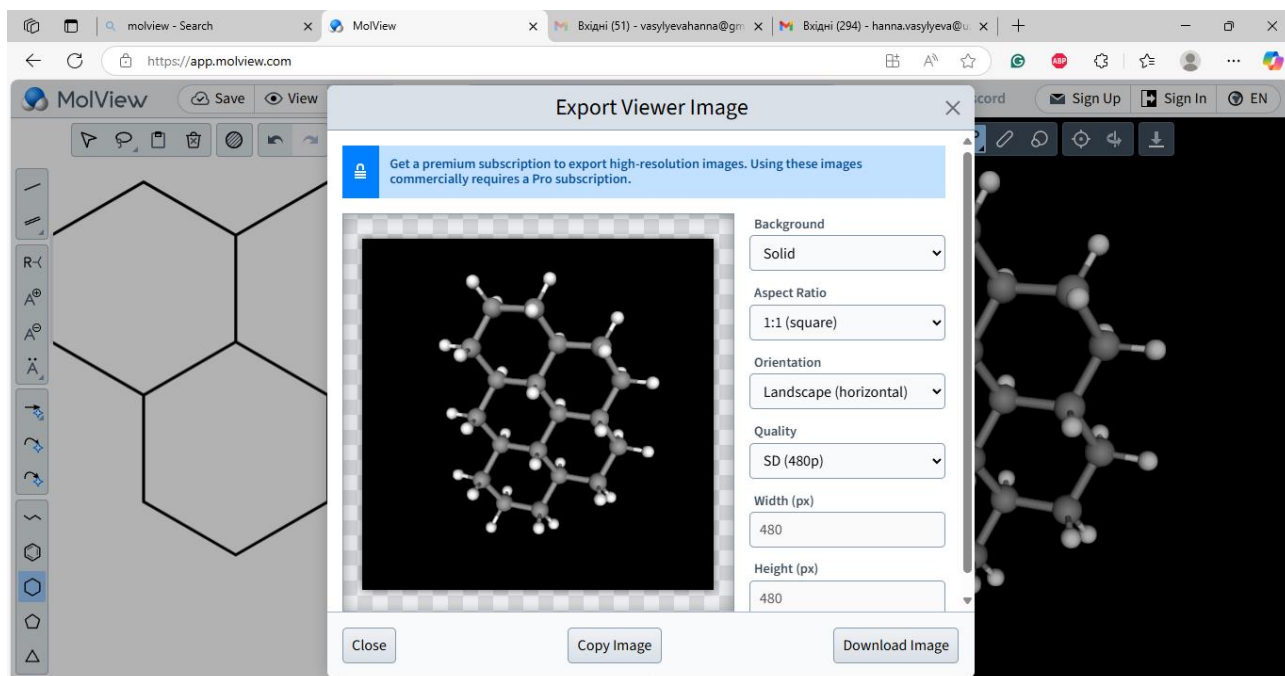 molview - Search
MolView
Вхідні (51) - vasylyevahanna@gm
Вхідні (294) - hanna.vasylyeva@u
https://app.molview.com
MolView
Save
View
Sign Up
Sign In
EN
Export Viewer Image
Get a premium subscription to export high-resolution images. Using these images
commercially requires a Pro subscription.
Background
Solid
Aspect Ratio
1:1 (square)
Orientation
Landscape (horizontal)
Quality
SD (480p)
Width (px)
480
Height (px)
480
Close
Copy Image
Download Image